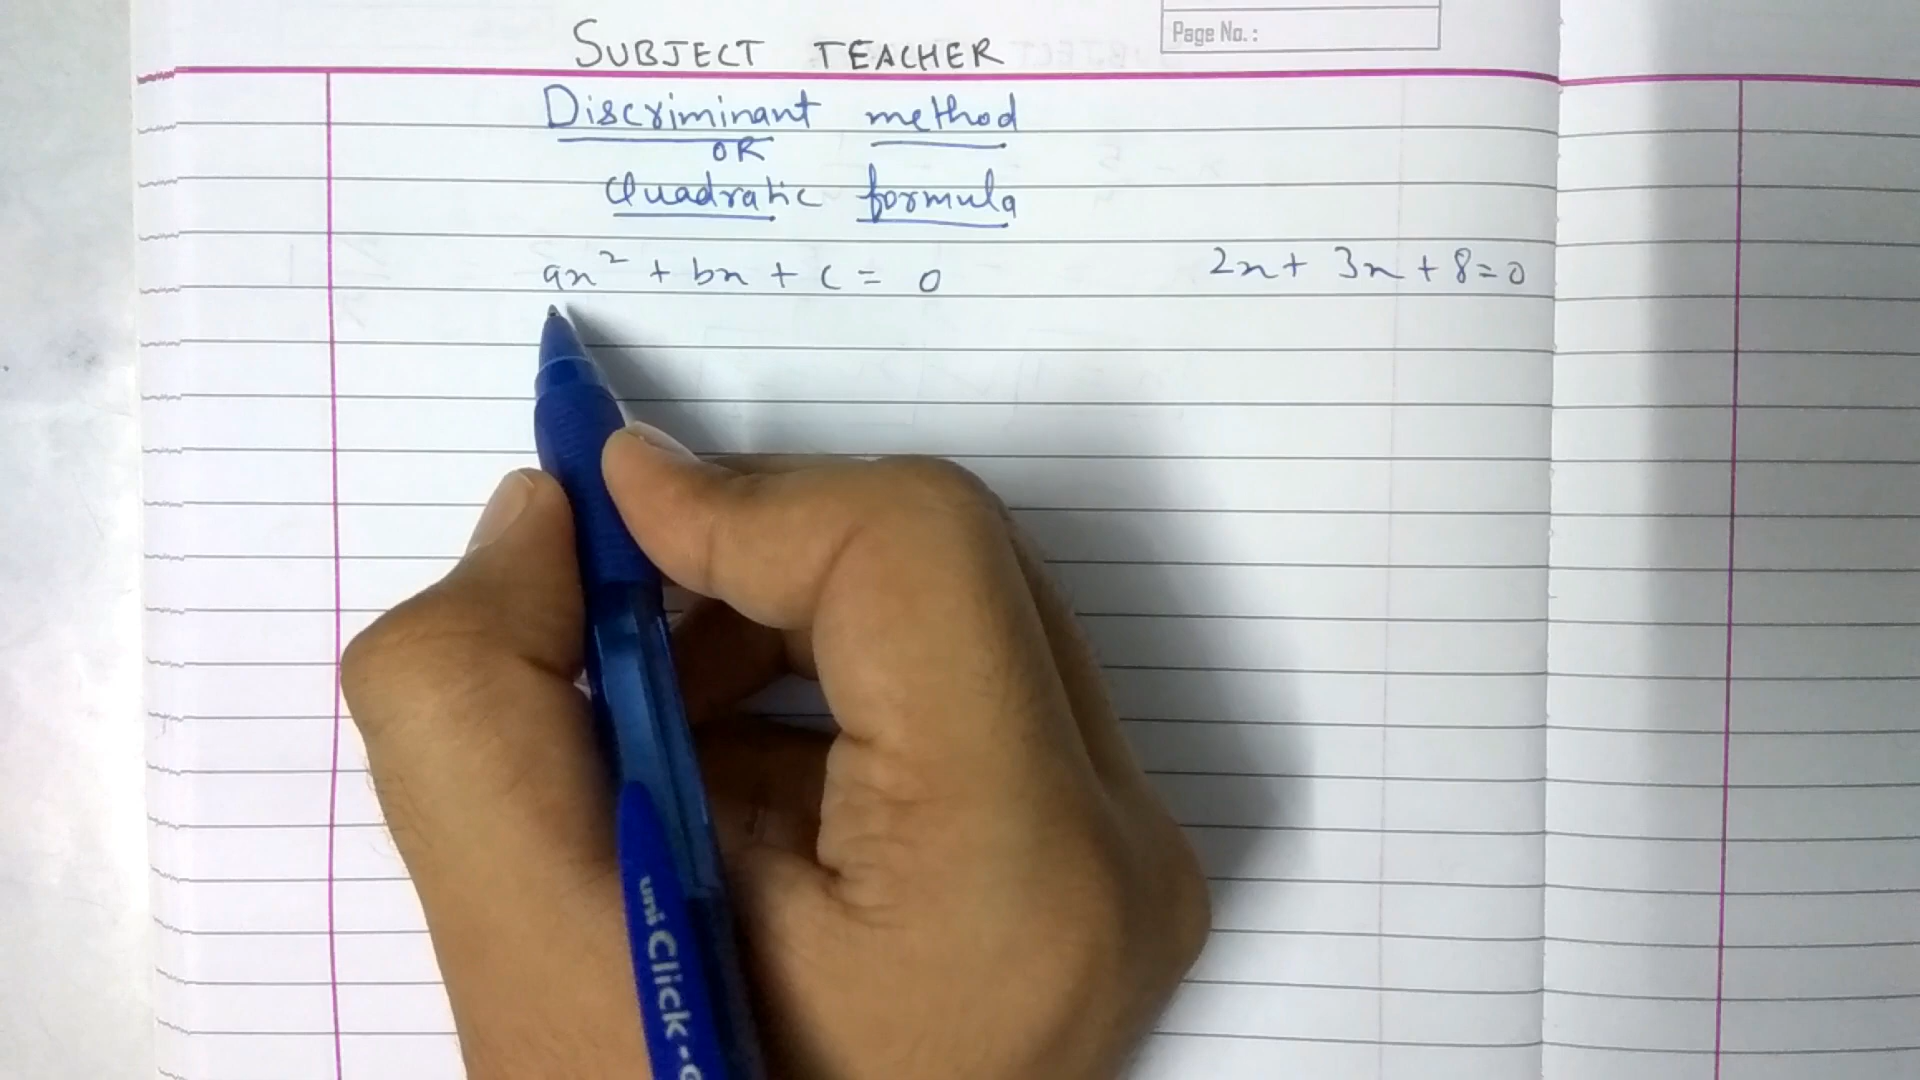 Page No. :
SUBJECT TEACHER
Discriminant method
OR
Quadratic formula
ax² + bx + c = 0
2x + 3x + 8 = 0
uni Click-